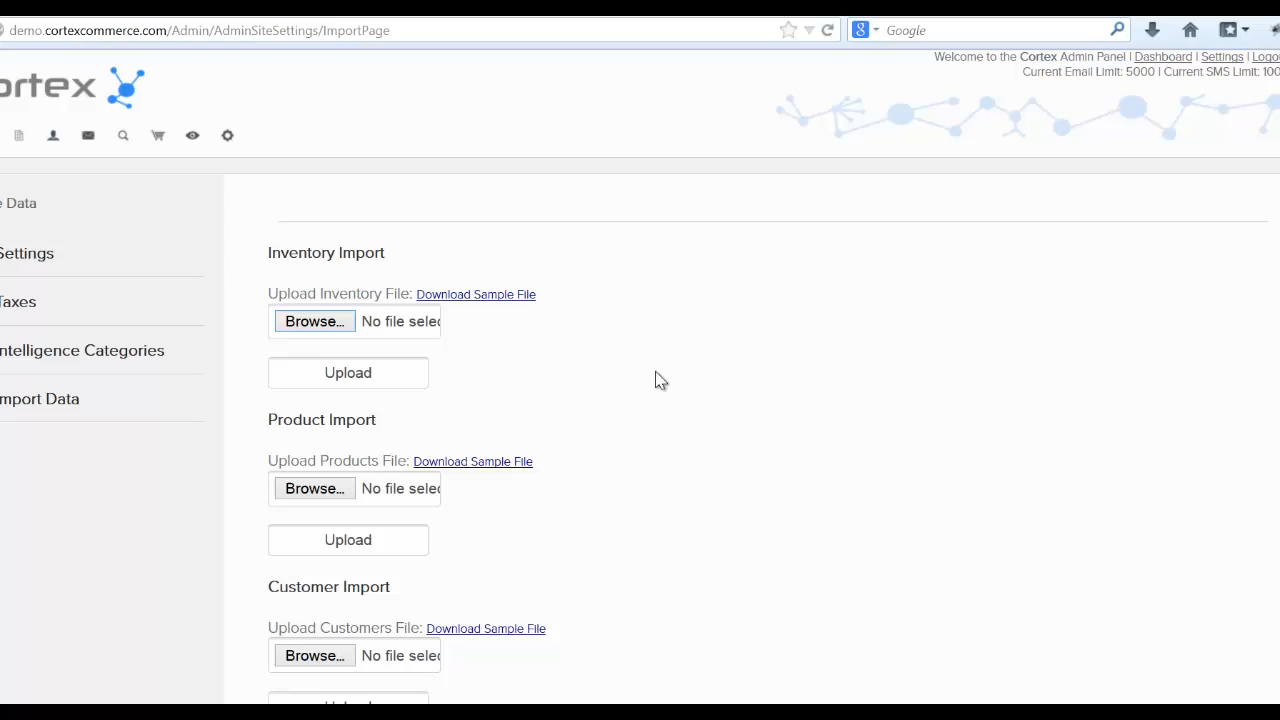 demo.cortexcommerce.com/Admin/AdminSiteSettings/ImportPage
Google
Welcome to the Cortex Admin Panel | Dashboard | Settings | Logou
Current Email Limit: 5000 | Current SMS Limit: 100
ortex
e Data
Settings
Taxes
ntelligence Categories
mport Data
Inventory Import
Upload Inventory File: Download Sample File
Browse... No file selec
Upload
Product Import
Upload Products File: Download Sample File
Browse... No file selec
Upload
Customer Import
Upload Customers File: Download Sample File
Browse... No file selec